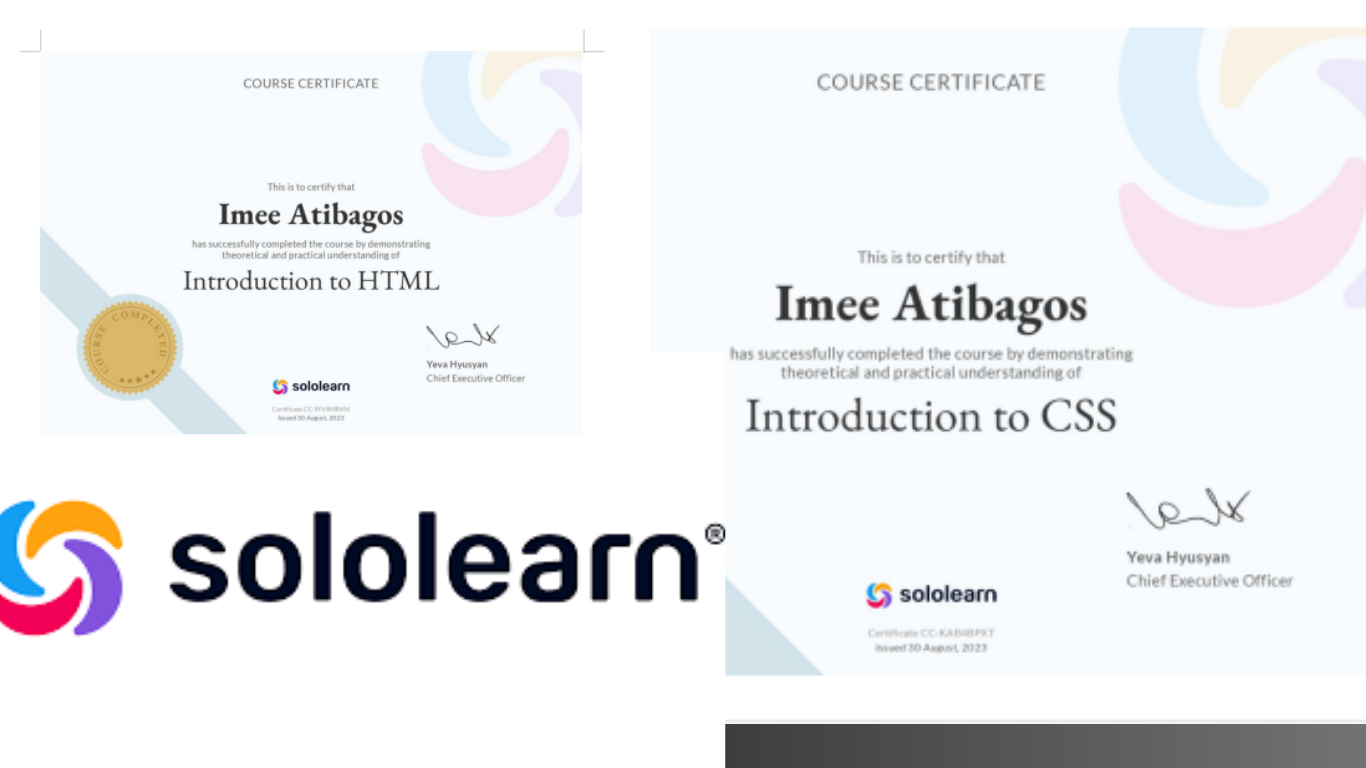 COURSE CERTIFICATE
This is to certify that
Imee Atibagos
has successfully completed the course by demonstrating
theoretical and practical understanding of
Introduction to HTML
COURSE COMPLETED
Yeva Hyusyan
Chief Executive Officer
sololearn
Issued 30 August, 2023
sololearn®
COURSE CERTIFICATE
This is to certify that
Imee Atibagos
has successfully completed the course by demonstrating
theoretical and practical understanding of
Introduction to CSS
Yeva Hyusyan
Chief Executive Officer
sololearn
Certificate CC-KAB4BPXT
Issued 30 August, 2023